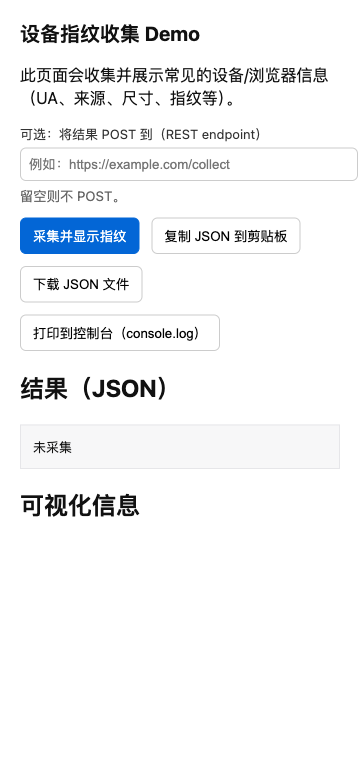 设备指纹收集 Demo
此页面会收集并展示常见的设备/浏览器信息
（UA、来源、尺寸、指纹等）。
可选：将结果 POST 到（REST endpoint）
例如：https://example.com/collect
留空则不 POST。
采集并显示指纹
复制 JSON 到剪贴板
下载 JSON 文件
打印到控制台（console.log）
结果（JSON）
未采集
可视化信息